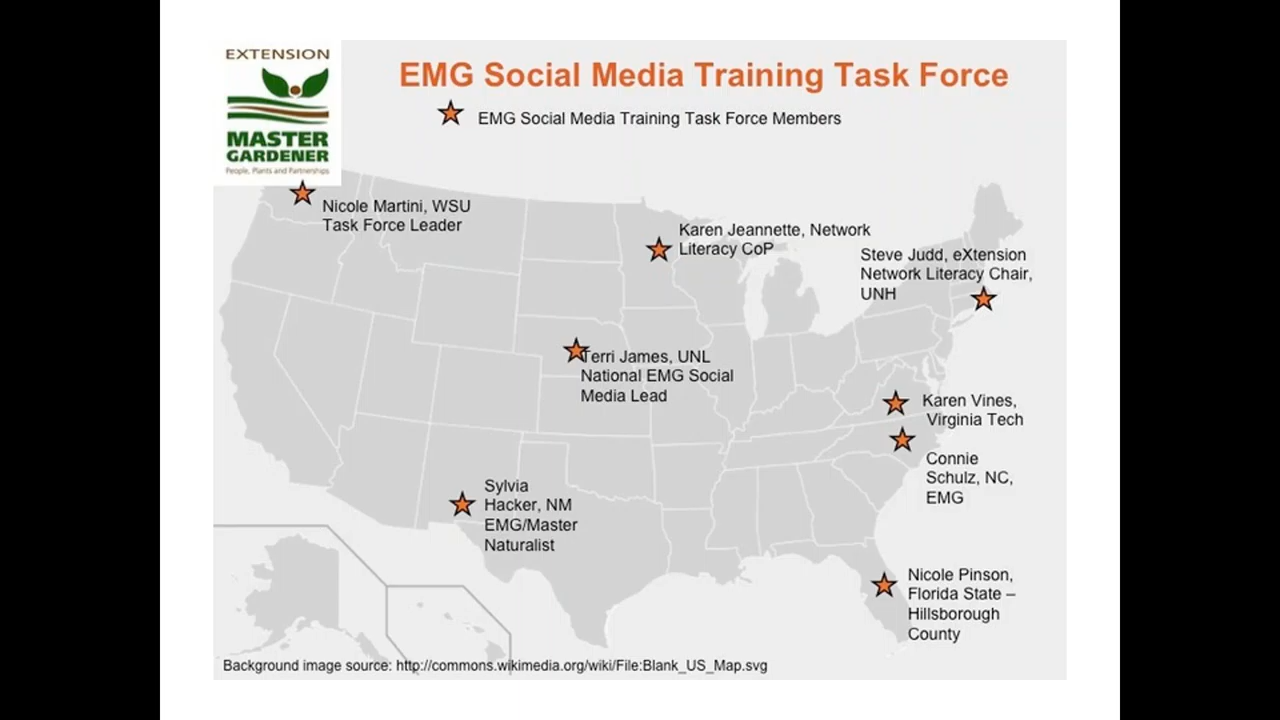 EXTENSION
MASTER
GARDENER
People, Plants and Partnerships
EMG Social Media Training Task Force
EMG Social Media Training Task Force Members
Nicole Martini, WSU
Task Force Leader
Karen Jeannette, Network
Literacy CoP
Steve Judd, eXtension
Network Literacy Chair,
UNH
Terri James, UNL
National EMG Social
Media Lead
Karen Vines,
Virginia Tech
Connie
Schulz, NC,
EMG
Sylvia
Hacker, NM
EMG/Master
Naturalist
Nicole Pinson,
Florida State –
Hillsborough
County
Background image source: http://commons.wikimedia.org/wiki/File:Blank_US_Map.svg